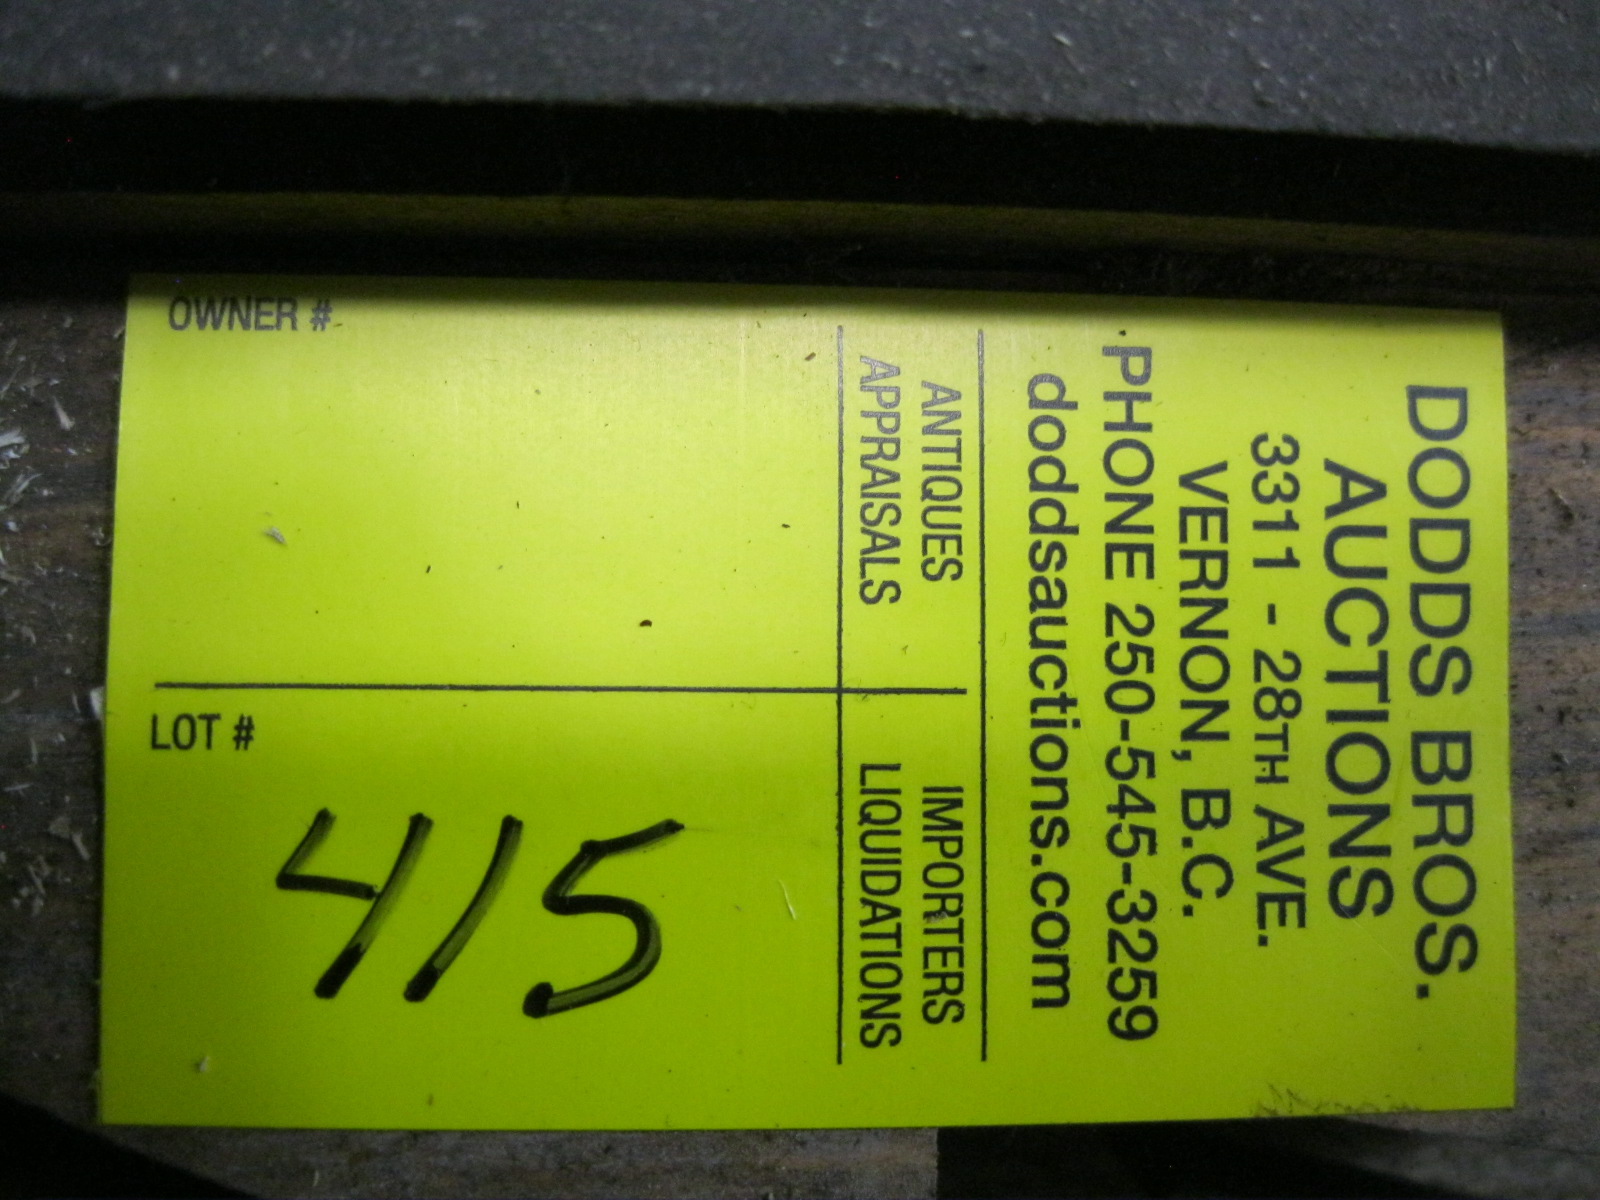 DODDS BROS.
AUCTIONS
3311 - 28TH AVE.
VERNON, B.C.
PHONE 250-545-3259
doddsauctions.com
ANTIQUES
APPRAISALS
IMPORTERS
LIQUIDATIONS
OWNER #
LOT #
415